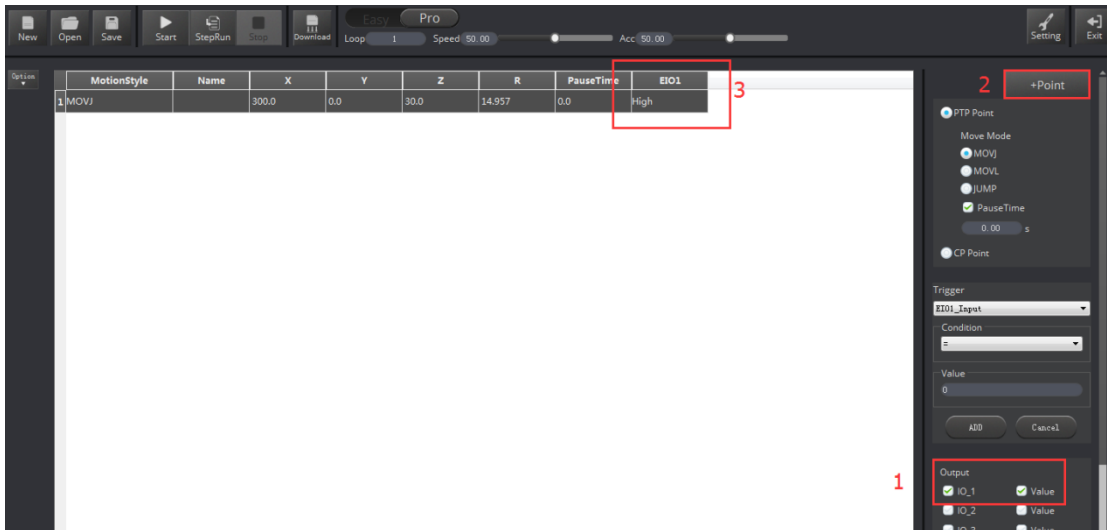 Easy Pro
New Open Save Start StepRun Stop Download Loop 1 Speed 50.00 Acc 50.00 Setting Exit
Option
MotionStyle Name X Y Z R PauseTime EIO1
1 MOVJ 300.0 0.0 30.0 14.957 0.0 High
3
2 +Point
PTP Point
Move Mode
MOVJ
MOVL
JUMP
PauseTime
0.00 s
CP Point
Trigger
EIO1_Input
Condition
=
Value
0
ADD Cancel
1
Output
IO_1 Value
IO_2 Value
IO_3 Value